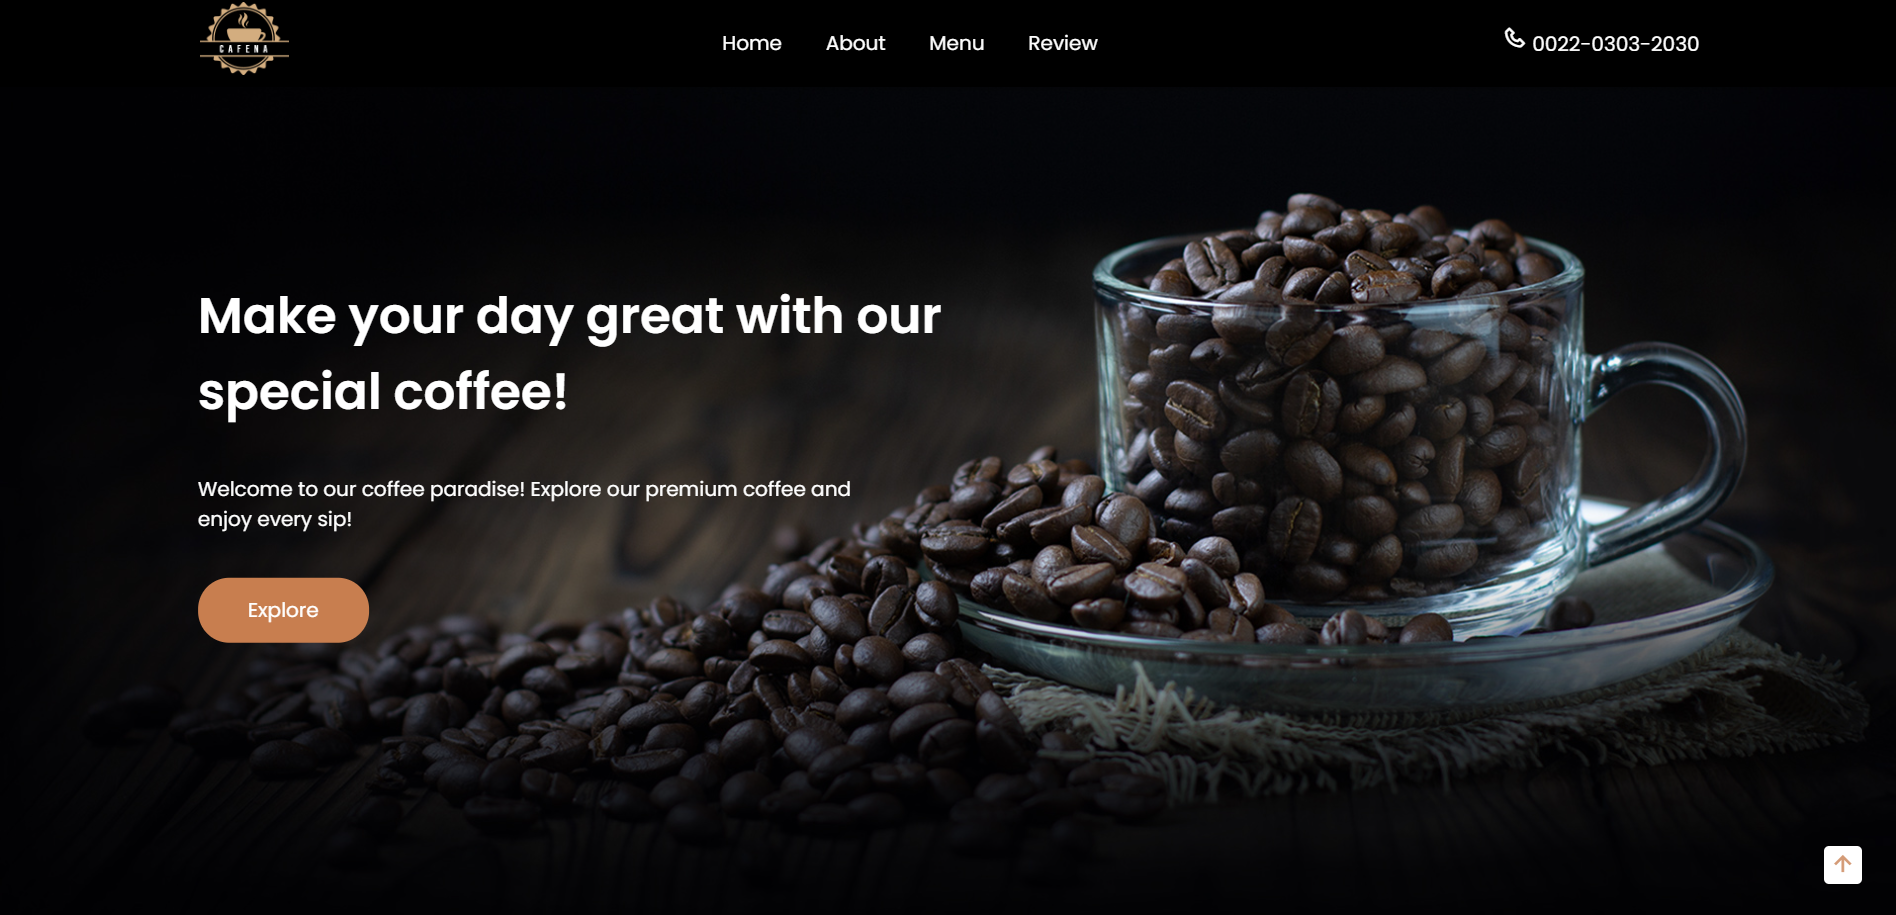 CAFENA
Home
About
Menu
Review
0022-0303-2030
Make your day great with our
special coffee!
Welcome to our coffee paradise! Explore our premium coffee and
enjoy every sip!
Explore